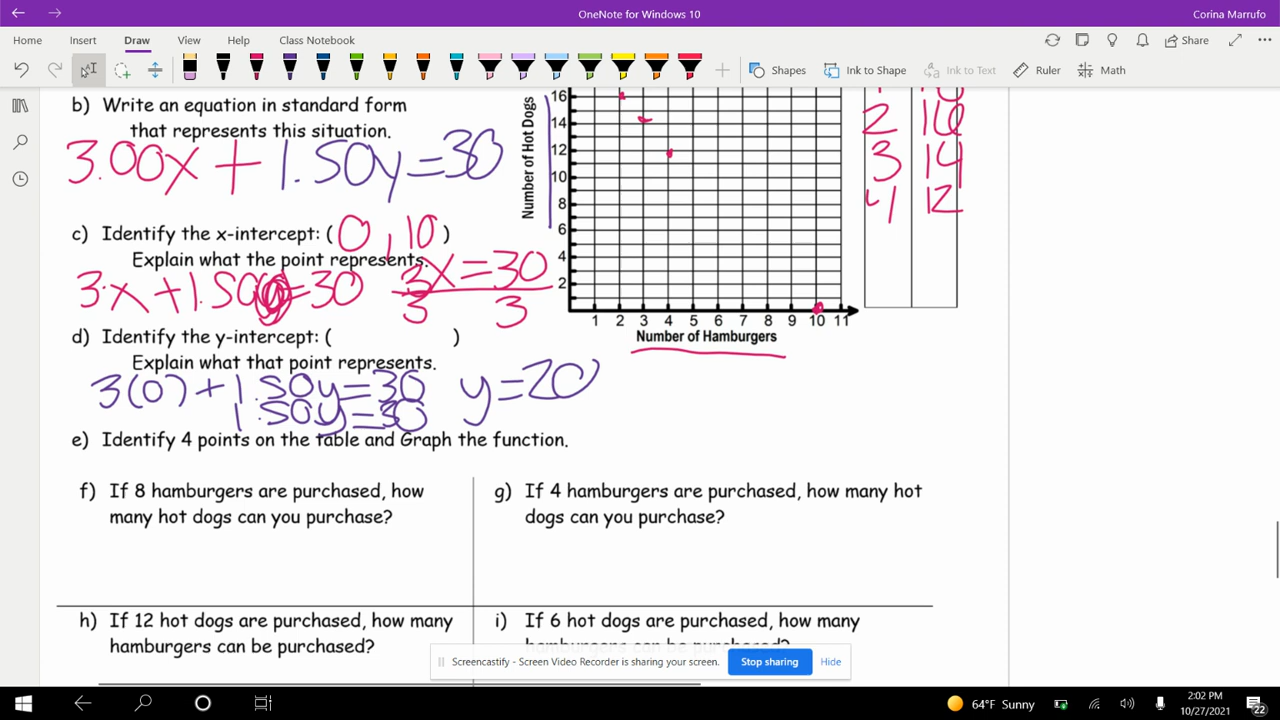 OneNote for Windows 10
Corina Marrufo
Home Insert Draw View Help Class Notebook
Share
Shapes Ink to Shape Ink to Text Ruler Math
b) Write an equation in standard form
that represents this situation.
3.00x + 1.50y = 30
c) Identify the x-intercept: ( 0 , 10 )
Explain what the point represents.
3·x + 1.50 = 30
3x = 30
3 3
d) Identify the y-intercept: ( )
Explain what that point represents.
3(0) + 1.50y = 30 y = 20
1.50y = 30
e) Identify 4 points on the table and Graph the function.
Number of Hot Dogs
16
14
12
10
8
6
4
2
1 2 3 4 5 6 7 8 9 10 11
Number of Hamburgers
2 16
3 14
4 12
f) If 8 hamburgers are purchased, how
many hot dogs can you purchase?
g) If 4 hamburgers are purchased, how many hot
dogs can you purchase?
h) If 12 hot dogs are purchased, how many
hamburgers can be purchased?
i) If 6 hot dogs are purchased, how many
hamburgers can be purchased?
Screencastify - Screen Video Recorder is sharing your screen. Stop sharing Hide
64°F Sunny
2:02 PM
10/27/2021
22